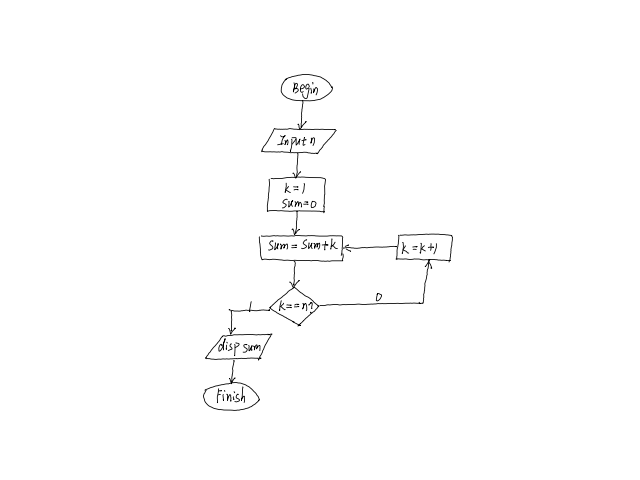 Begin
Input n
k=1
sum=0
sum=sum+k
k=k+1
k==n?
1
0
disp sum
Finish